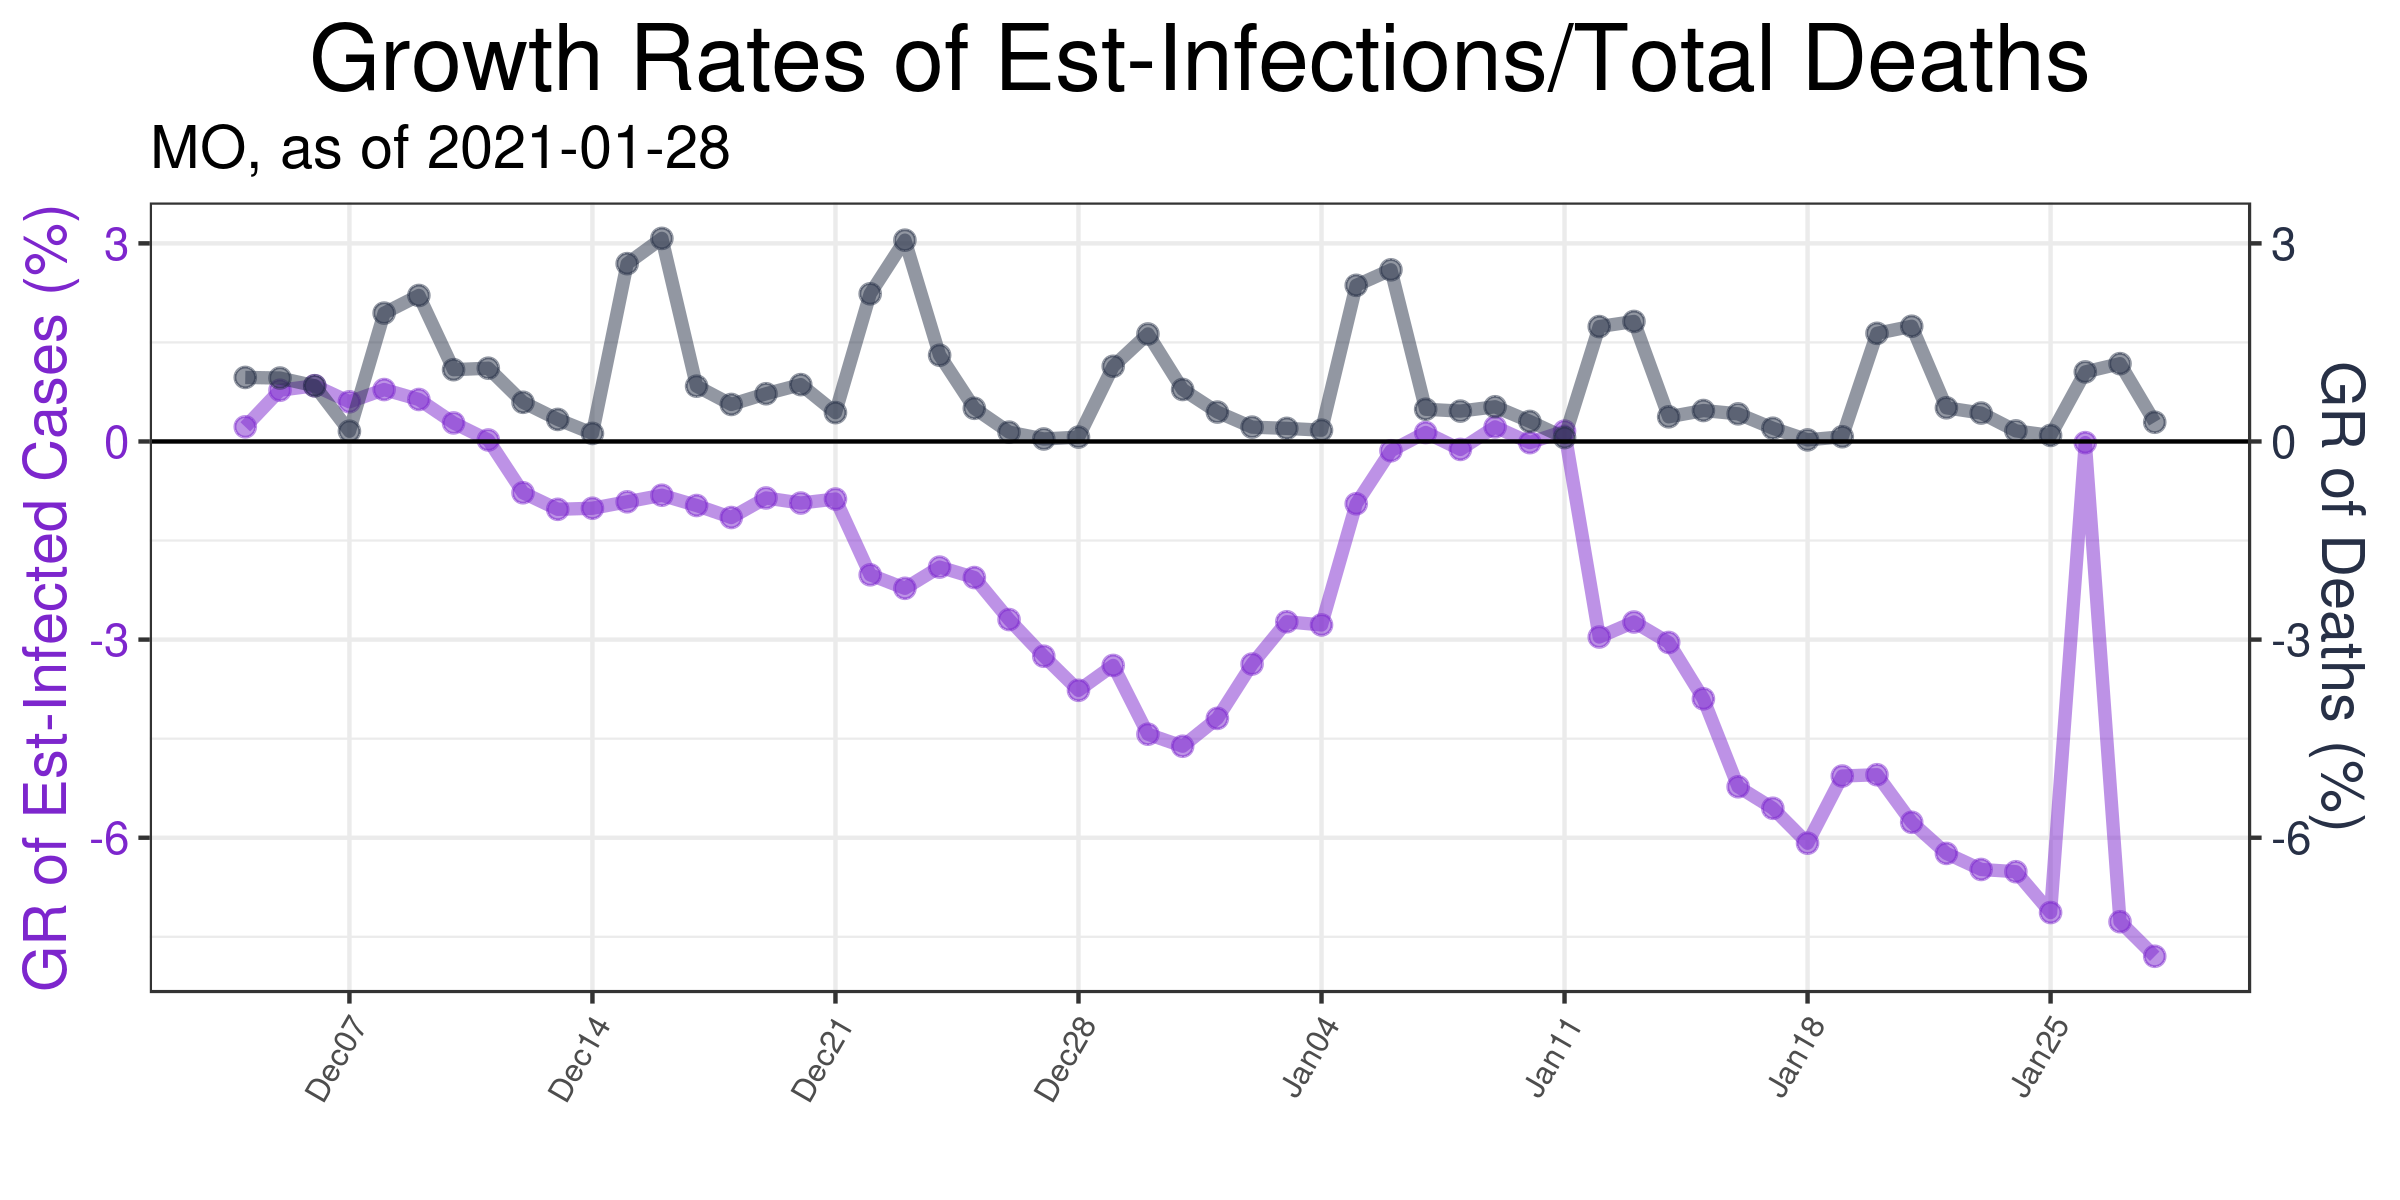 Growth Rates of Est-Infections/Total Deaths
MO, as of 2021-01-28
GR of Est-Infected Cases (%)
3
0
-3
-6
3
0
-3
-6
GR of Deaths (%)
Dec07
Dec14
Dec21
Dec28
Jan04
Jan11
Jan18
Jan25